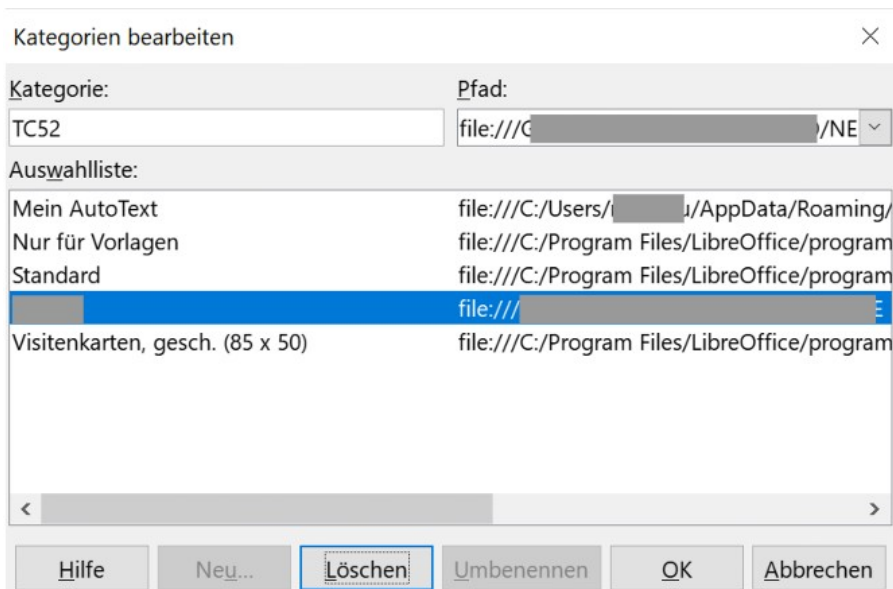 Kategorien bearbeiten
Kategorie: Pfad:
TC52 file:/// /NE
Auswahlliste:
Mein AutoText file:///C:/Users/ /AppData/Roaming/
Nur für Vorlagen file:///C:/Program Files/LibreOffice/program
Standard file:///C:/Program Files/LibreOffice/program
file:///
Visitenkarten, gesch. (85 x 50) file:///C:/Program Files/LibreOffice/program
Hilfe Neu... Löschen Umbenennen OK Abbrechen